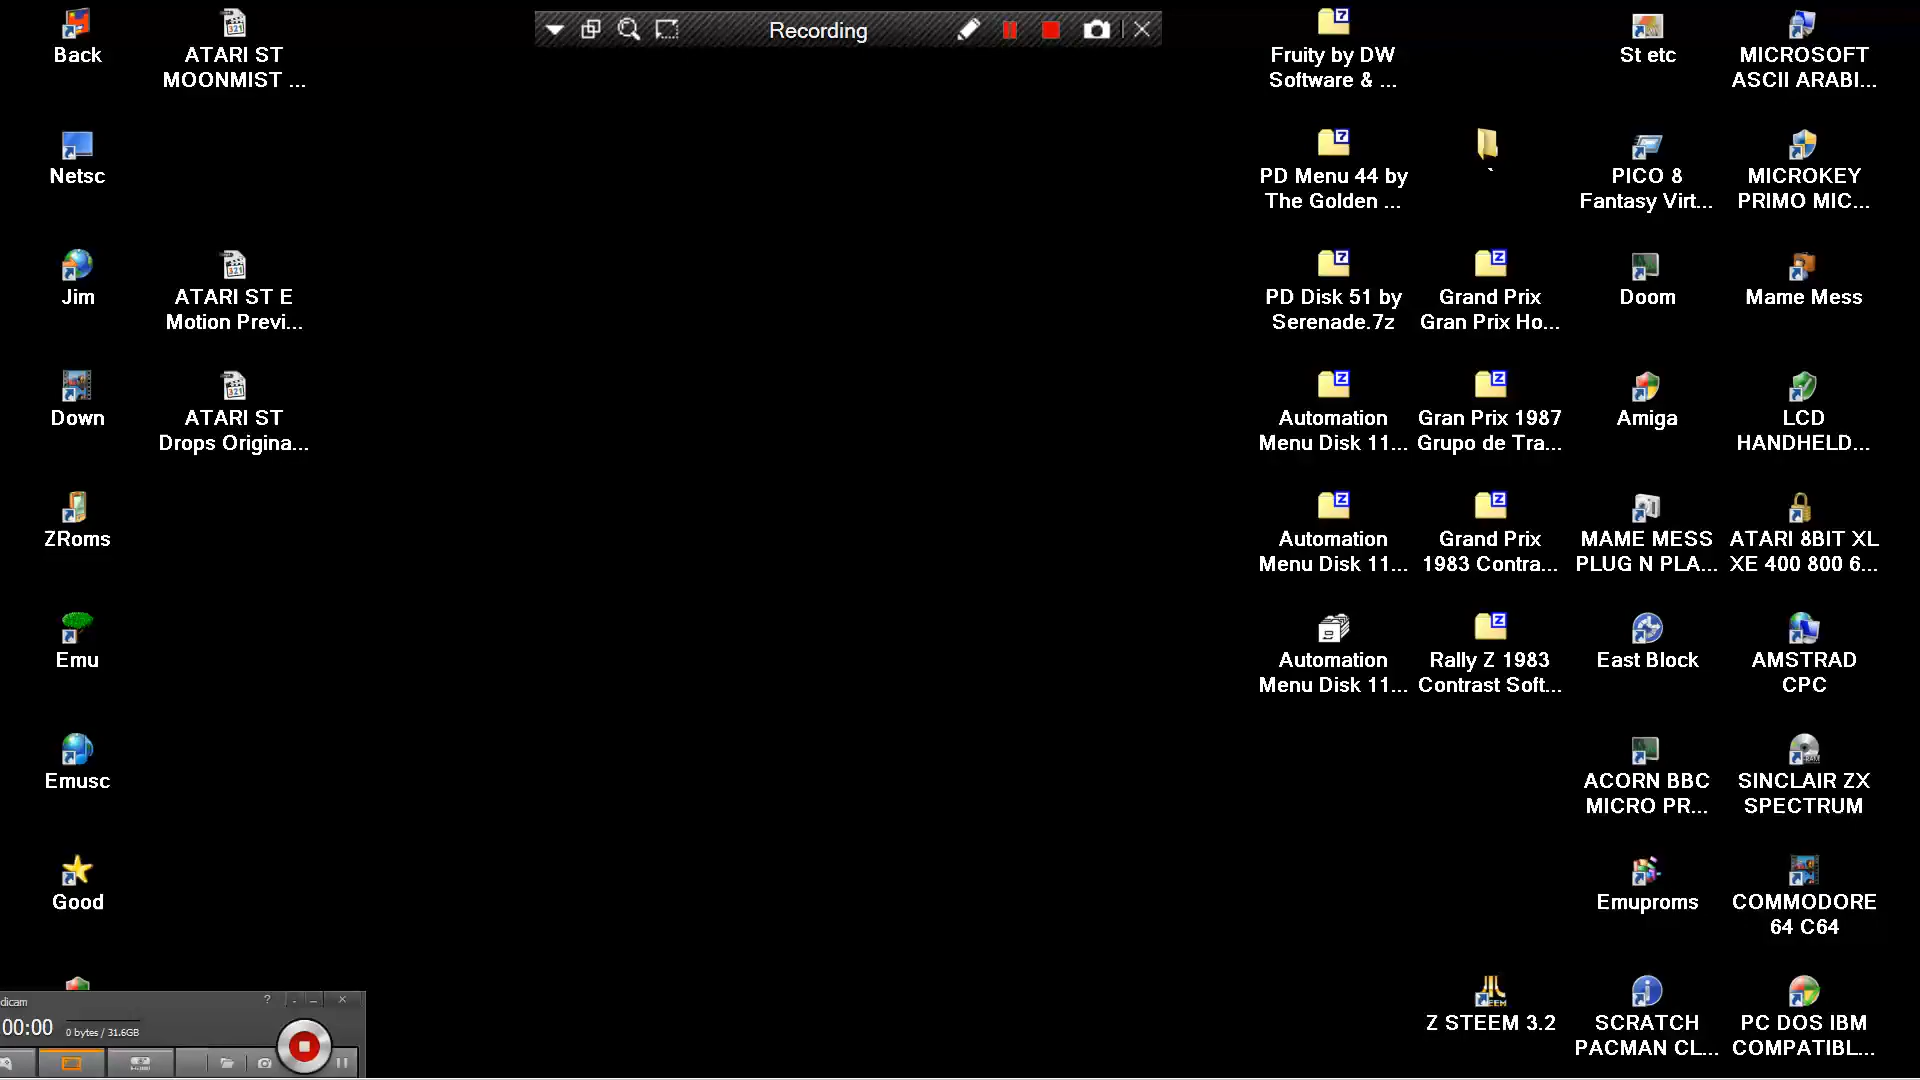 Back
ATARI ST
MOONMIST ...
Recording
Fruity by DW
Software & ...
St etc
MICROSOFT
ASCII ARABI...
Netsc
PD Menu 44 by
The Golden ...
`
PICO 8
Fantasy Virt...
MICROKEY
PRIMO MIC...
Jim
ATARI ST E
Motion Previ...
PD Disk 51 by
Serenade.7z
Grand Prix
Gran Prix Ho...
Doom
Mame Mess
Down
ATARI ST
Drops Origina...
Automation
Menu Disk 11...
Gran Prix 1987
Grupo de Tra...
Amiga
LCD
HANDHELD...
ZRoms
Automation
Menu Disk 11...
Grand Prix
1983 Contra...
MAME MESS
PLUG N PLA...
ATARI 8BIT XL
XE 400 800 6...
Emu
Automation
Menu Disk 11...
Rally Z 1983
Contrast Soft...
East Block
AMSTRAD
CPC
Emusc
ACORN BBC
MICRO PR...
SINCLAIR ZX
SPECTRUM
Good
Emuproms
COMMODORE
64 C64
Z STEEM 3.2
SCRATCH
PACMAN CL...
PC DOS IBM
COMPATIBL...
dicam
00:00
0 bytes / 31.6GB